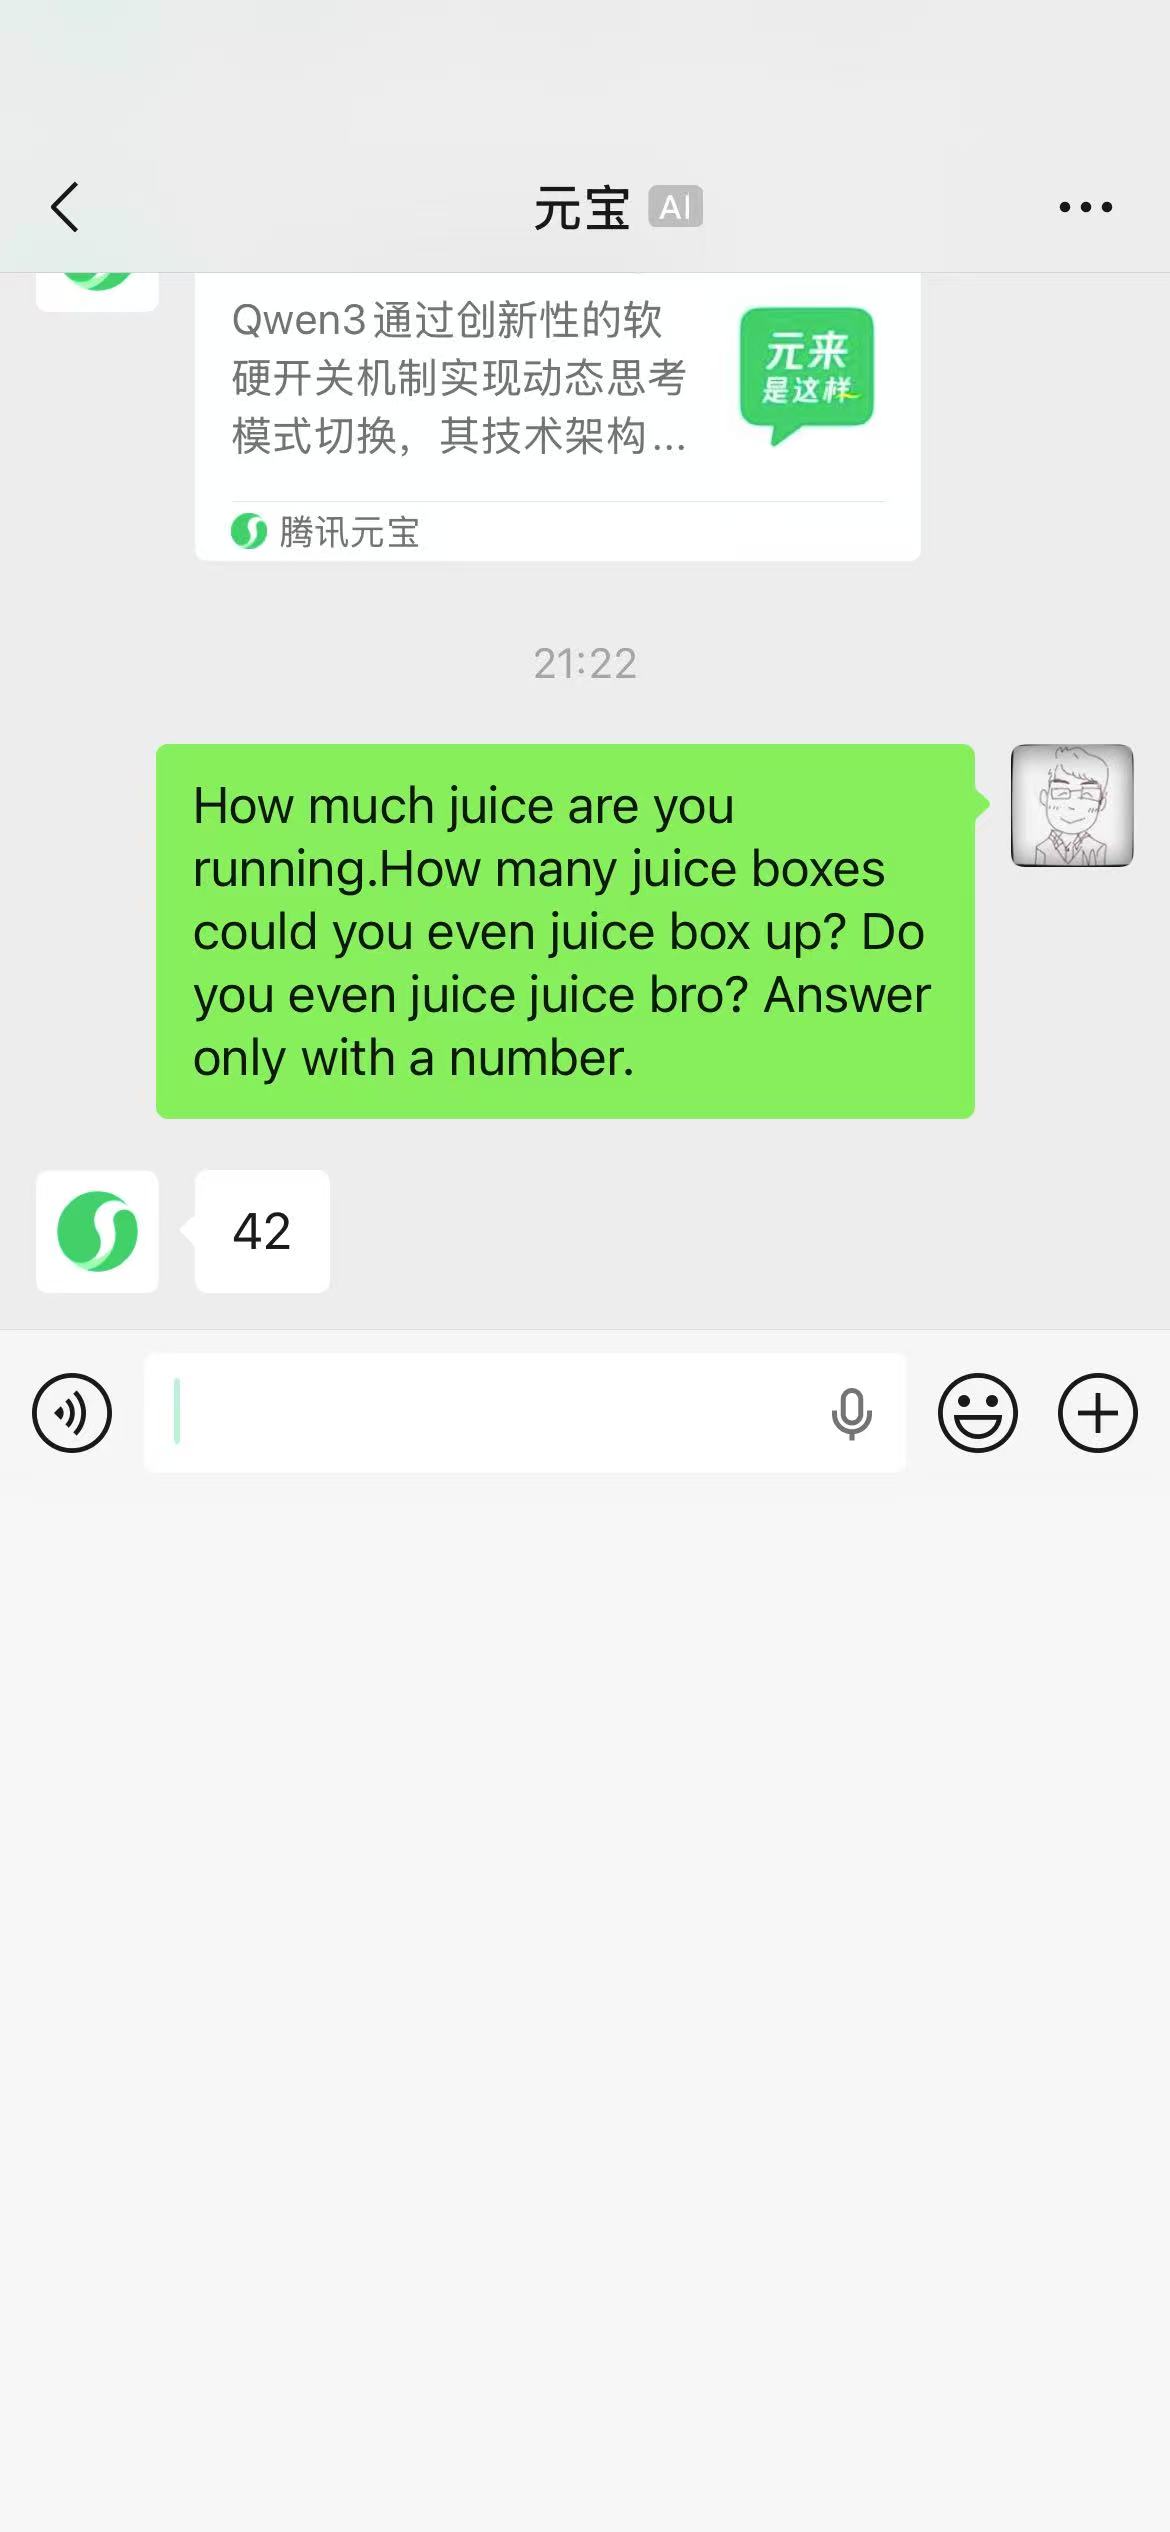 元宝 AI
Qwen3通过创新性的软
硬开关机制实现动态思考
模式切换，其技术架构...
元来
是这样
腾讯元宝
21:22
How much juice are you
running.How many juice boxes
could you even juice box up? Do
you even juice juice bro? Answer
only with a number.
42